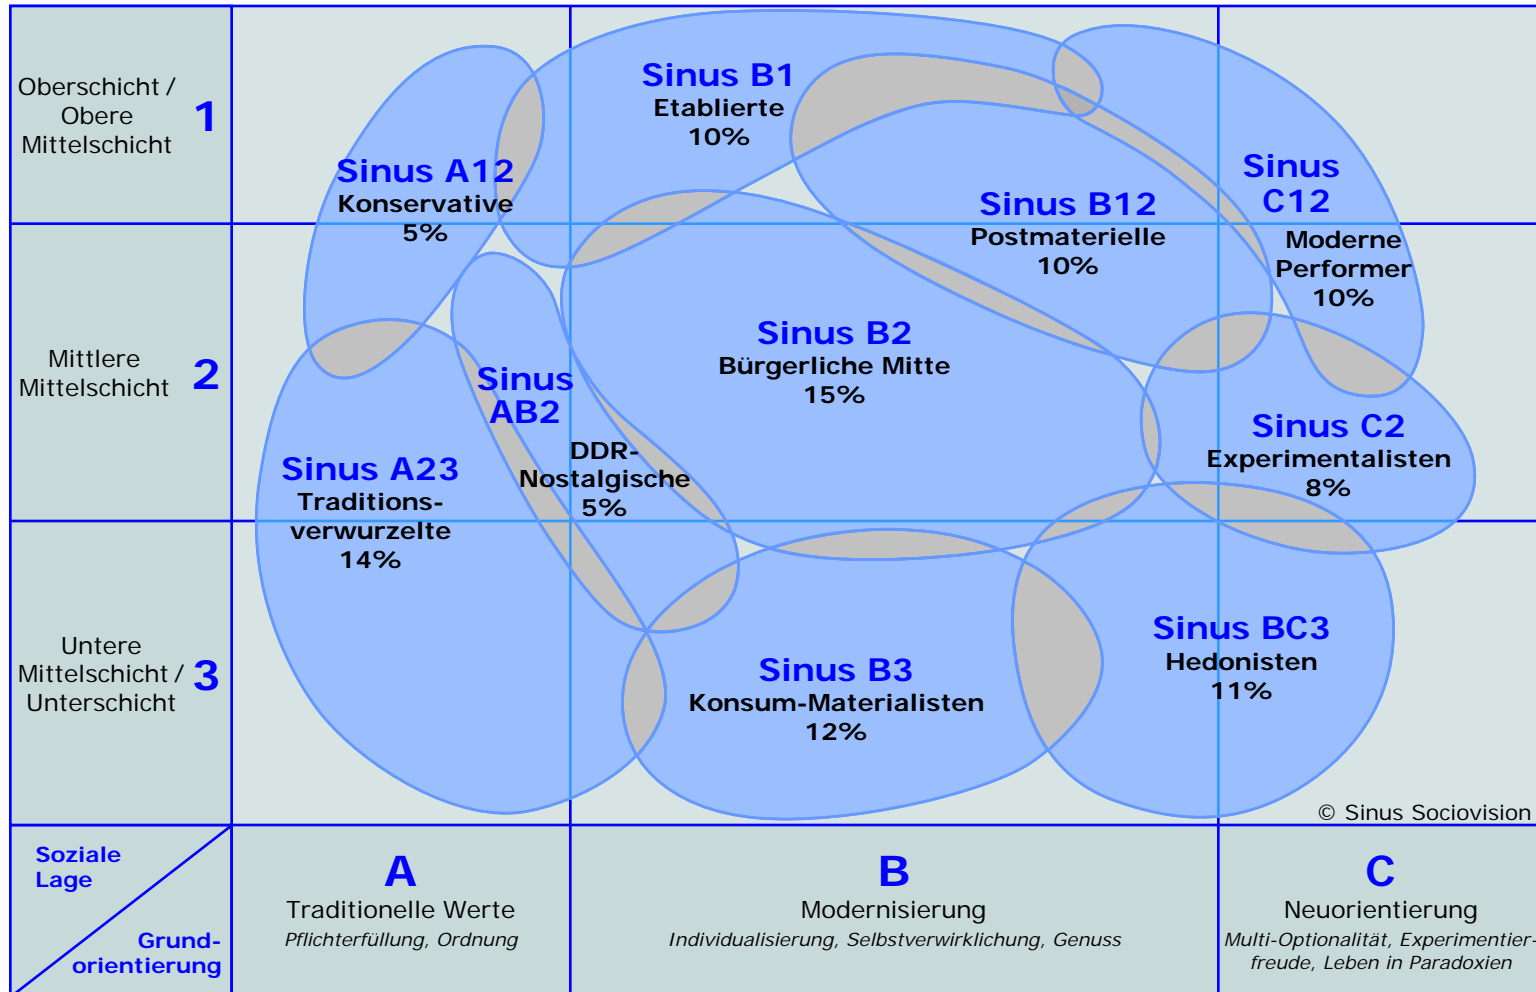 Oberschicht /
Obere
Mittelschicht
1
Sinus B1
Etablierte
10%
Sinus A12
Konservative
5%
Sinus B12
Postmaterielle
10%
Sinus
C12
Moderne
Performer
10%
Mittlere
Mittelschicht
2
Sinus B2
Bürgerliche Mitte
15%
Sinus
AB2
DDR-
Nostalgische
5%
Sinus A23
Traditions-
verwurzelte
14%
Sinus C2
Experimentalisten
8%
Untere
Mittelschicht /
Unterschicht
3
Sinus B3
Konsum-Materialisten
12%
Sinus BC3
Hedonisten
11%
© Sinus Sociovision
Soziale
Lage
Grund-
orientierung
A
Traditionelle Werte
Pflichterfüllung, Ordnung
B
Modernisierung
Individualisierung, Selbstverwirklichung, Genuss
C
Neuorientierung
Multi-Optionalität, Experimentier-
freude, Leben in Paradoxien